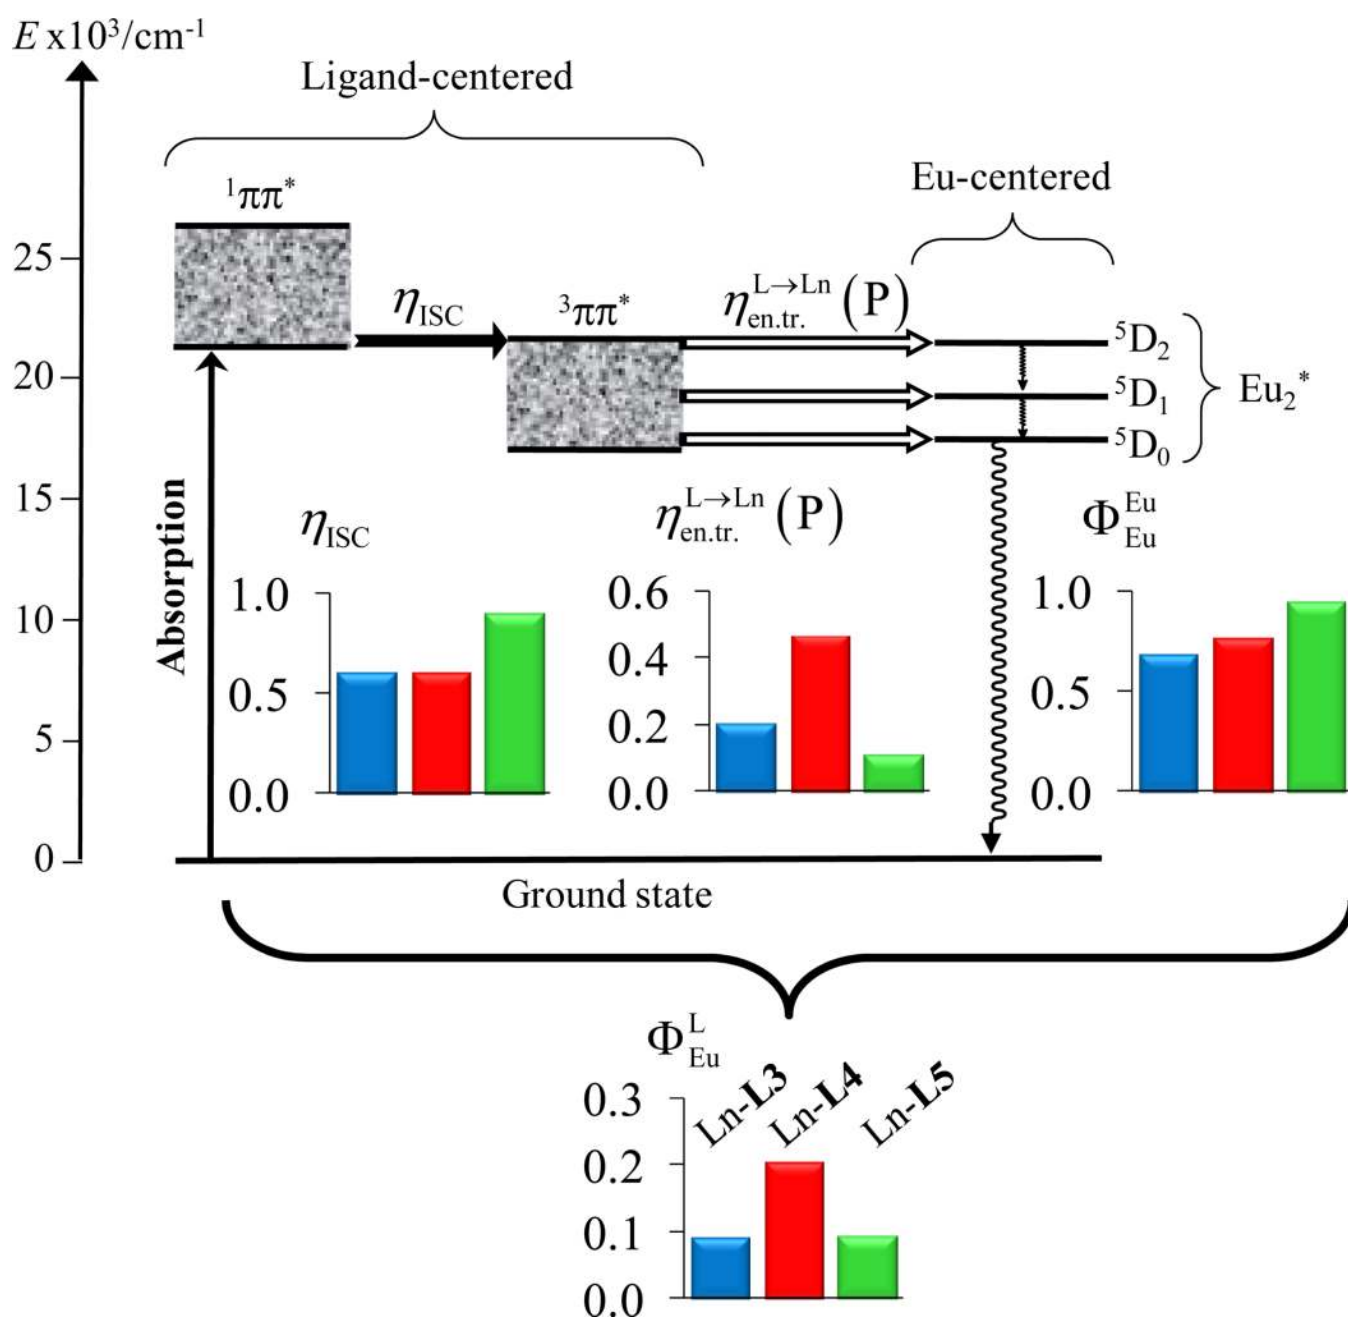 E x10³/cm⁻¹
Ligand-centered
Eu-centered
¹ππ*
25
η_ISC
³ππ*
η_en.tr.^L→Ln (P)
⁵D₂
20
⁵D₁
Eu₂*
⁵D₀
15
Absorption
η_ISC
η_en.tr.^L→Ln (P)
Φ_Eu^Eu
10
1.0
0.5
0.0
0.6
0.4
0.2
0.0
1.0
0.5
0.0
5
0
Ground state
Φ_Eu^L
Ln-L3
Ln-L4
Ln-L5
0.3
0.2
0.1
0.0